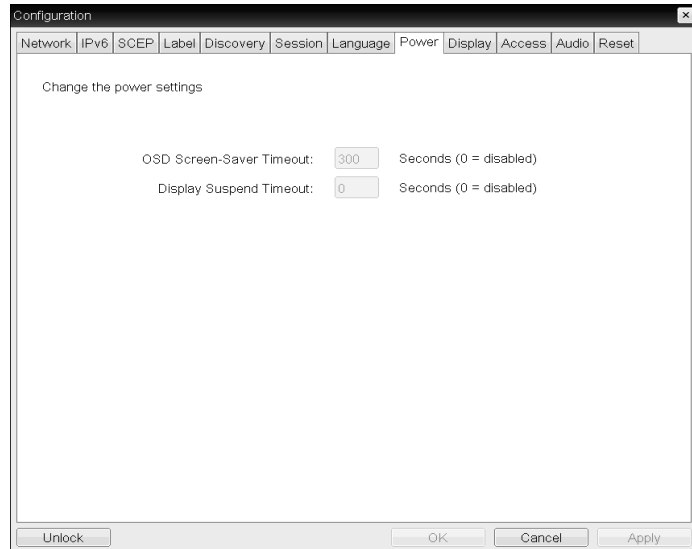 Configuration
Network IPv6 SCEP Label Discovery Session Language Power Display Access Audio Reset
Change the power settings
OSD Screen-Saver Timeout: 300 Seconds (0 = disabled)
Display Suspend Timeout: 0 Seconds (0 = disabled)
Unlock OK Cancel Apply